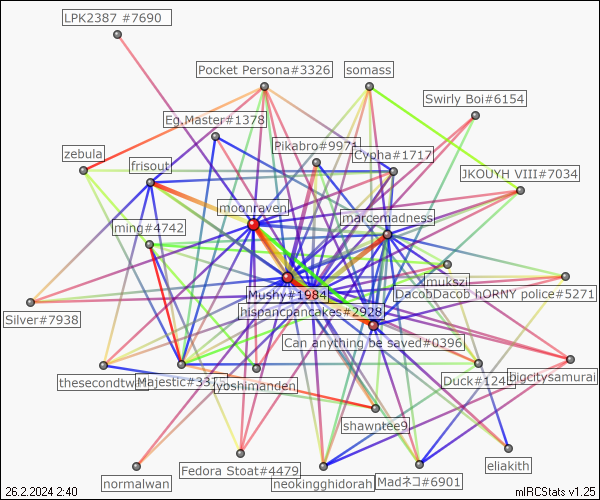 LPK2387 #7690
Pocket Persona#3326
somass
Swirly Boi#6154
Eg.Master#1378
Pikabro#9971
Cypha#1717
zebula
frisout
JKOUYH VIII#7034
moonraven
marcemadness
ming#4742
mukszi
Mushy#1984
DacobDacob hORNY police#5271
Silver#7938
hispancpancakes#2928
Can anything be saved#0396
thesecondtw
Majestic#331
yoshimanden
Duck#124
bigcitysamurai
shawntee9
Fedora Stoat#4479
eliakith
normalwan
neokingghidorah
Madネコ#6901
26.2.2024 2:40
mIRCStats v1.25